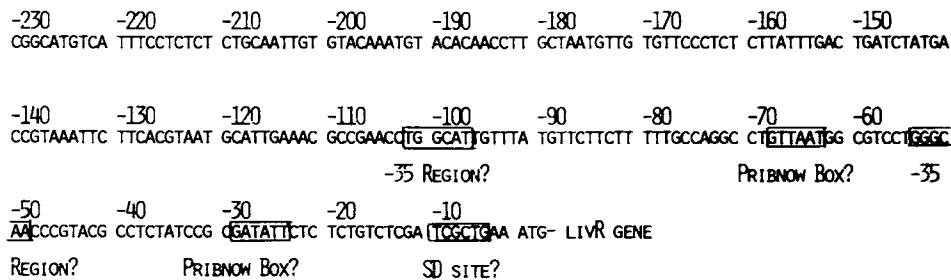 -230 -220 -210 -200 -190 -180 -170 -160 -150
CGGCATGTCA TTTCCTCTCT CTGCAATTGT GTACAAATGT ACACAACCTT GCTAATGTTG TGTTCCCTCT CTTATTTGAC TGATCTATGA
-140 -130 -120 -110 -100 -90 -80 -70 -60
CCGTAAATTC TTCACGTAAT GCATTGAAAC GCCGAACCTG GCATTGTTTA TGTTCTTCTT TTTGCCAGGC CTGTTAATGG CGTCCTGGGC
-35 REGION? PRIBNOW BOX? -35
-50 -40 -30 -20 -10
AACCCGTACG CCTCTATCCG CGATATTCTC TCTGTCTCGA TCGCTGAA ATG- LIVR GENE
REGION? PRIBNOW BOX? SD SITE?